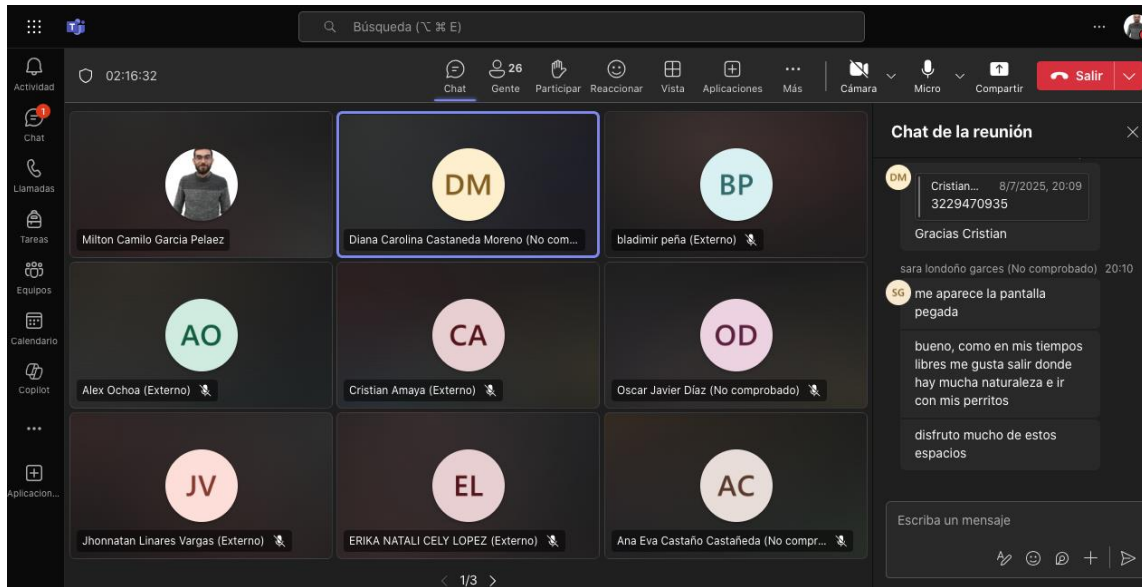 Búsqueda (⌥ ⌘ E)
Actividad
1
Chat
Llamadas
Tareas
Equipos
Calendario
Copilot
Aplicacion...
02:16:32
Chat
26
Gente
Participar
Reaccionar
Vista
Aplicaciones
Más
Cámara
Micro
Compartir
Salir
Milton Camilo Garcia Pelaez
DM
Diana Carolina Castaneda Moreno (No com...
BP
bladimir peña (Externo)
AO
Alex Ochoa (Externo)
CA
Cristian Amaya (Externo)
OD
Oscar Javier Díaz (No comprobado)
JV
Jhonnatan Linares Vargas (Externo)
EL
ERIKA NATALI CELY LOPEZ (Externo)
AC
Ana Eva Castaño Castañeda (No compr...
1/3
Chat de la reunión
DM
Cristian... 8/7/2025, 20:09
3229470935
Gracias Cristian
sara londoño garces (No comprobado) 20:10
SG
me aparece la pantalla
pegada
bueno, como en mis tiempos
libres me gusta salir donde
hay mucha naturaleza e ir
con mis perritos
disfruto mucho de estos
espacios
Escriba un mensaje